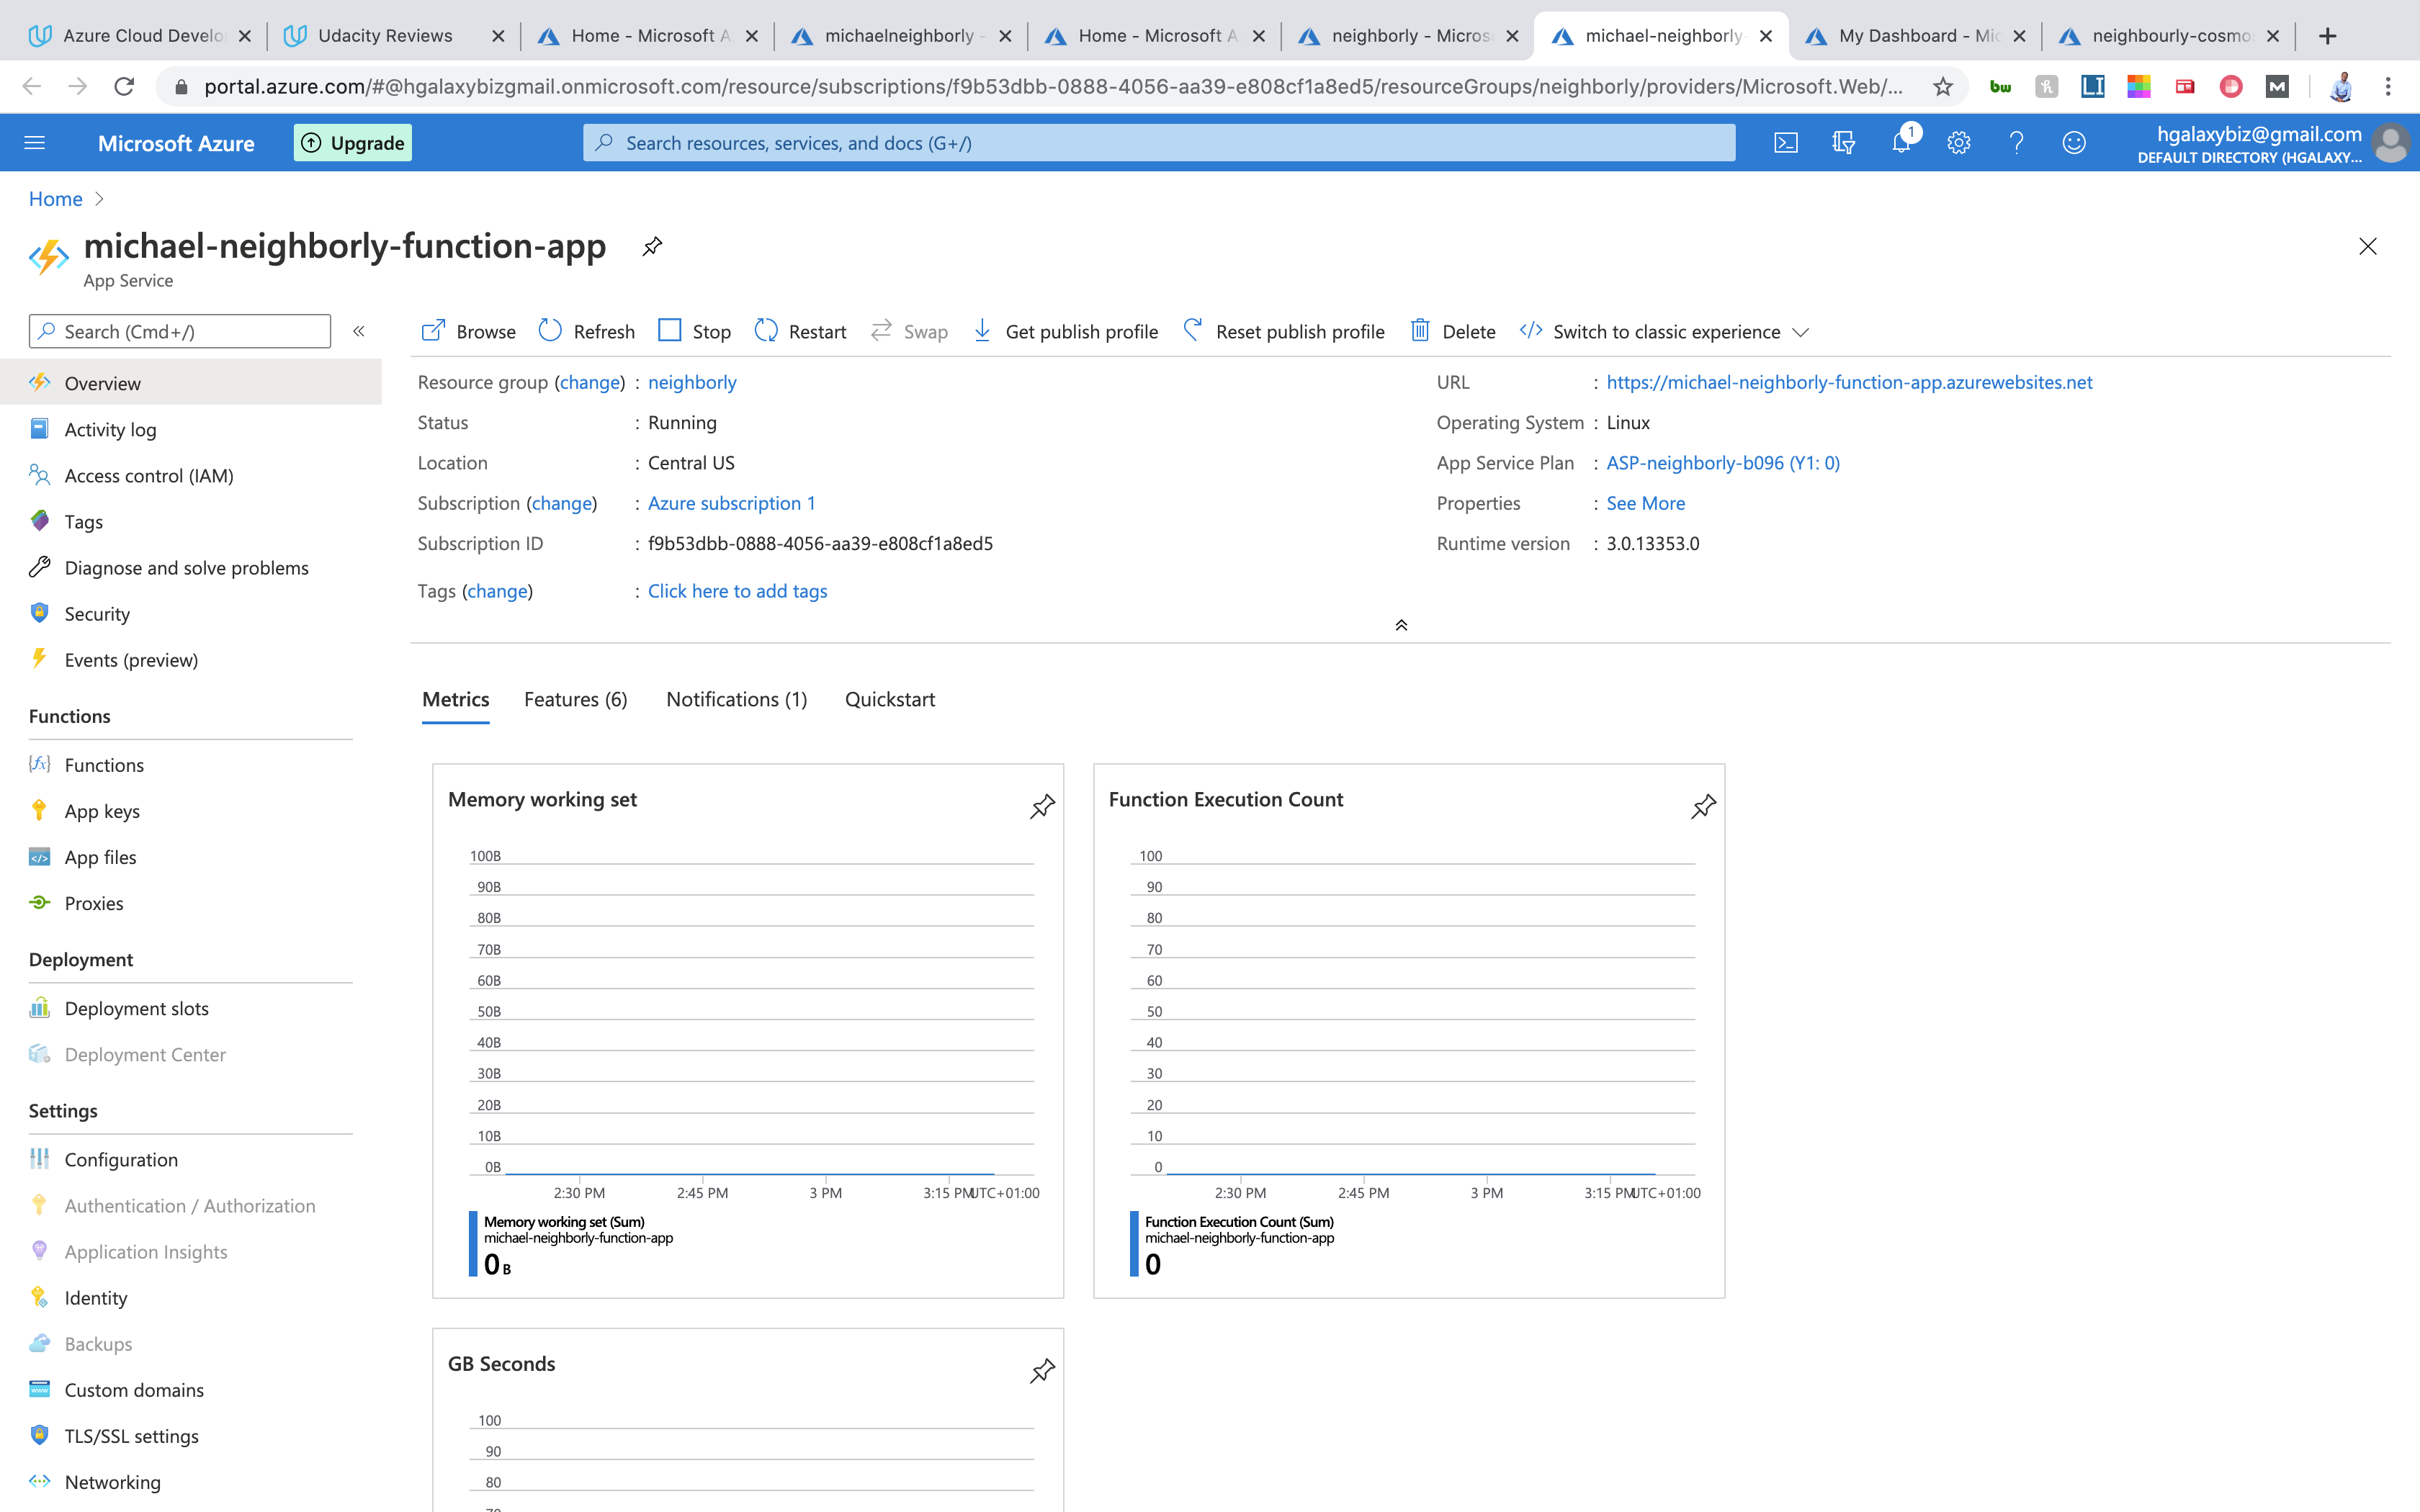 Azure Cloud Develo
Udacity Reviews
Home - Microsoft A
michaelneighborly -
Home - Microsoft A
neighborly - Micros
michael-neighborly-
My Dashboard - Mic
neighbourly-cosmo
portal.azure.com/#@hgalaxybizgmail.onmicrosoft.com/resource/subscriptions/f9b53dbb-0888-4056-aa39-e808cf1a8ed5/resourceGroups/neighborly/providers/Microsoft.Web/...
bw
LI
M
Microsoft Azure
Upgrade
Search resources, services, and docs (G+/)
1
hgalaxybiz@gmail.com
DEFAULT DIRECTORY (HGALAXY...
Home
michael-neighborly-function-app
App Service
Search (Cmd+/)
Browse
Refresh
Stop
Restart
Swap
Get publish profile
Reset publish profile
Delete
Switch to classic experience
Overview
Activity log
Access control (IAM)
Tags
Diagnose and solve problems
Security
Events (preview)
Functions
Functions
App keys
App files
Proxies
Deployment
Deployment slots
Deployment Center
Settings
Configuration
Authentication / Authorization
Application Insights
Identity
Backups
Custom domains
TLS/SSL settings
Networking
Resource group (change) : neighborly
Status : Running
Location : Central US
Subscription (change) : Azure subscription 1
Subscription ID : f9b53dbb-0888-4056-aa39-e808cf1a8ed5
Tags (change) : Click here to add tags
URL : https://michael-neighborly-function-app.azurewebsites.net
Operating System : Linux
App Service Plan : ASP-neighborly-b096 (Y1: 0)
Properties : See More
Runtime version : 3.0.13353.0
Metrics
Features (6)
Notifications (1)
Quickstart
Memory working set
100B
90B
80B
70B
60B
50B
40B
30B
20B
10B
0B
2:30 PM 2:45 PM 3 PM 3:15 PM UTC+01:00
Memory working set (Sum)
michael-neighborly-function-app
0 B
Function Execution Count
100
90
80
70
60
50
40
30
20
10
0
2:30 PM 2:45 PM 3 PM 3:15 PM UTC+01:00
Function Execution Count (Sum)
michael-neighborly-function-app
0
GB Seconds
100
90
80